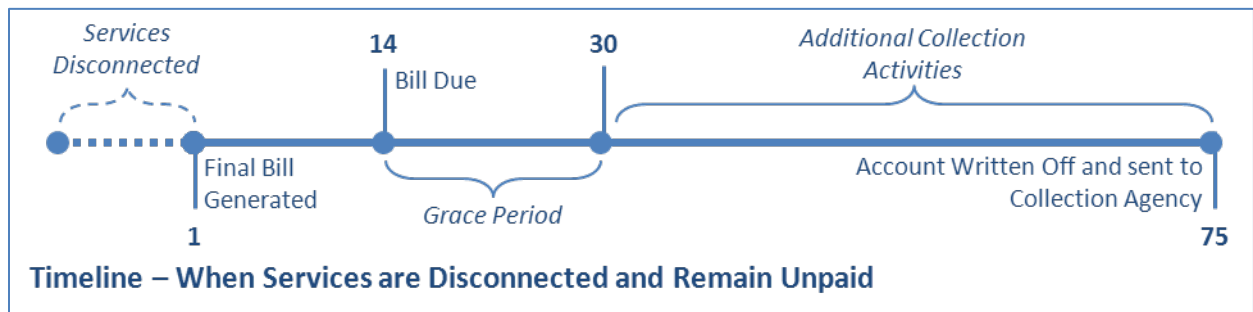 Services
Disconnected
14
Bill Due
30
Additional Collection
Activities
Final Bill
Generated
1
Grace Period
Account Written Off and sent to
Collection Agency
75
Timeline – When Services are Disconnected and Remain Unpaid